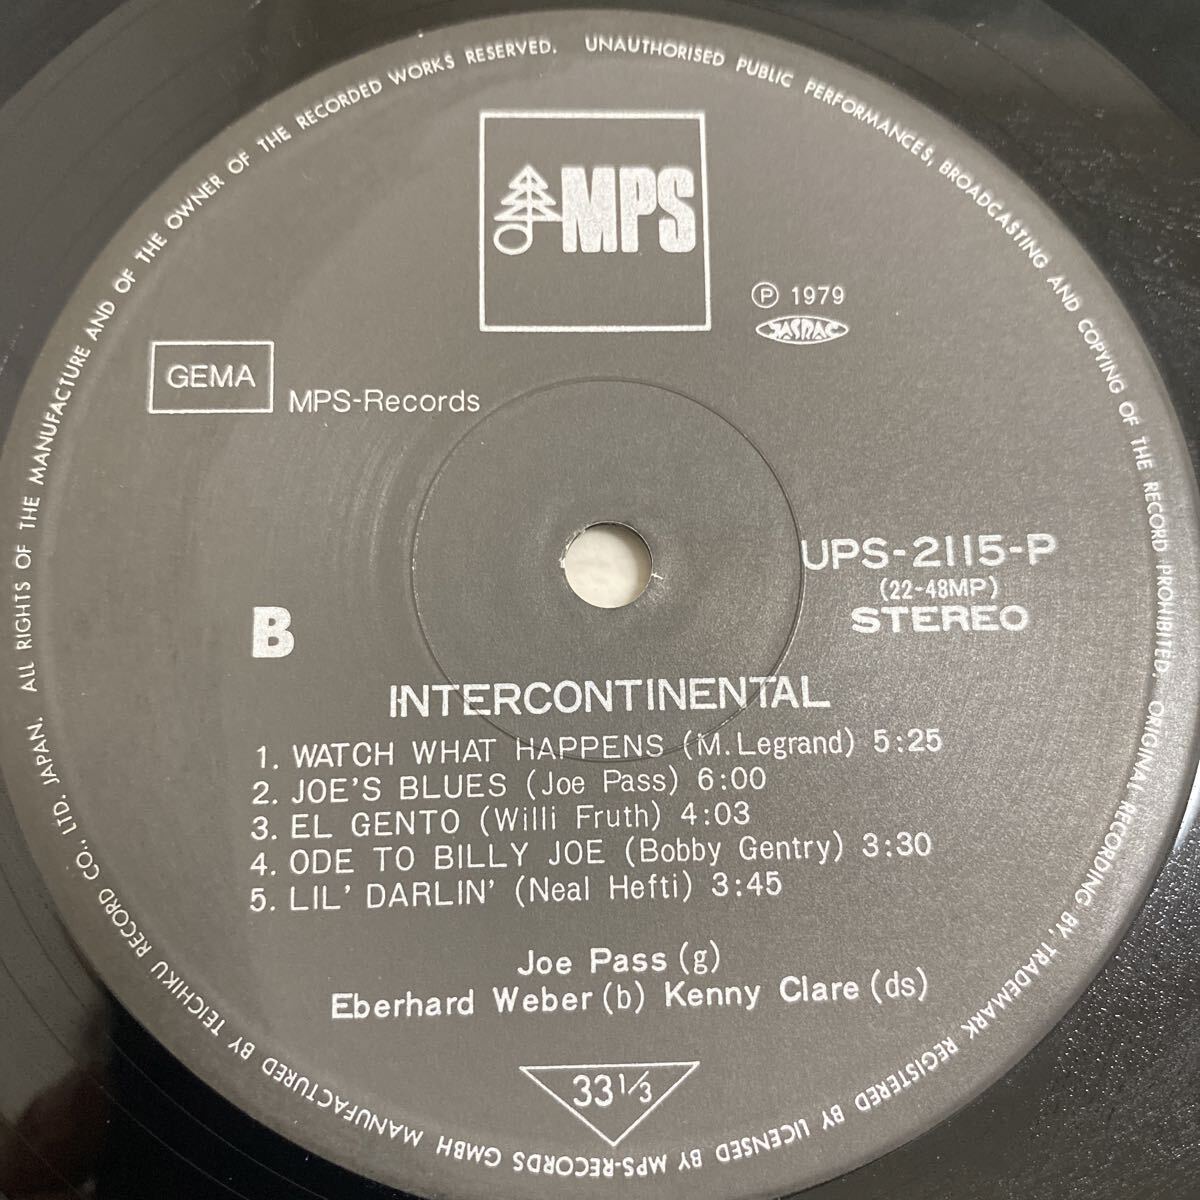 ALL RIGHTS OF THE MANUFACTURE AND OF THE OWNER OF THE RECORDED WORKS RESERVED. UNAUTHORISED PUBLIC PERFORMANCES, BROADCASTING AND COPYING OF THE RECORD PROHIBITED. ORIGINAL RECORDING BY, TRADEMARK REGISTERED BY LICENSED BY MPS-RECORDS GMBH MANUFACTURED BY TEICHIKU RECORD CO., LTD. JAPAN.
MPS
Ⓟ 1979
JASRAC
GEMA
MPS-Records
UPS-2115-P
(22-48MP)
STEREO
B
INTERCONTINENTAL
1. WATCH WHAT HAPPENS (M.Legrand) 5:25
2. JOE'S BLUES (Joe Pass) 6:00
3. EL GENTO (Willi Fruth) 4:03
4. ODE TO BILLY JOE (Bobby Gentry) 3:30
5. LIL' DARLIN' (Neal Hefti) 3:45
Joe Pass (g)
Eberhard Weber (b) Kenny Clare (ds)
33 1/3